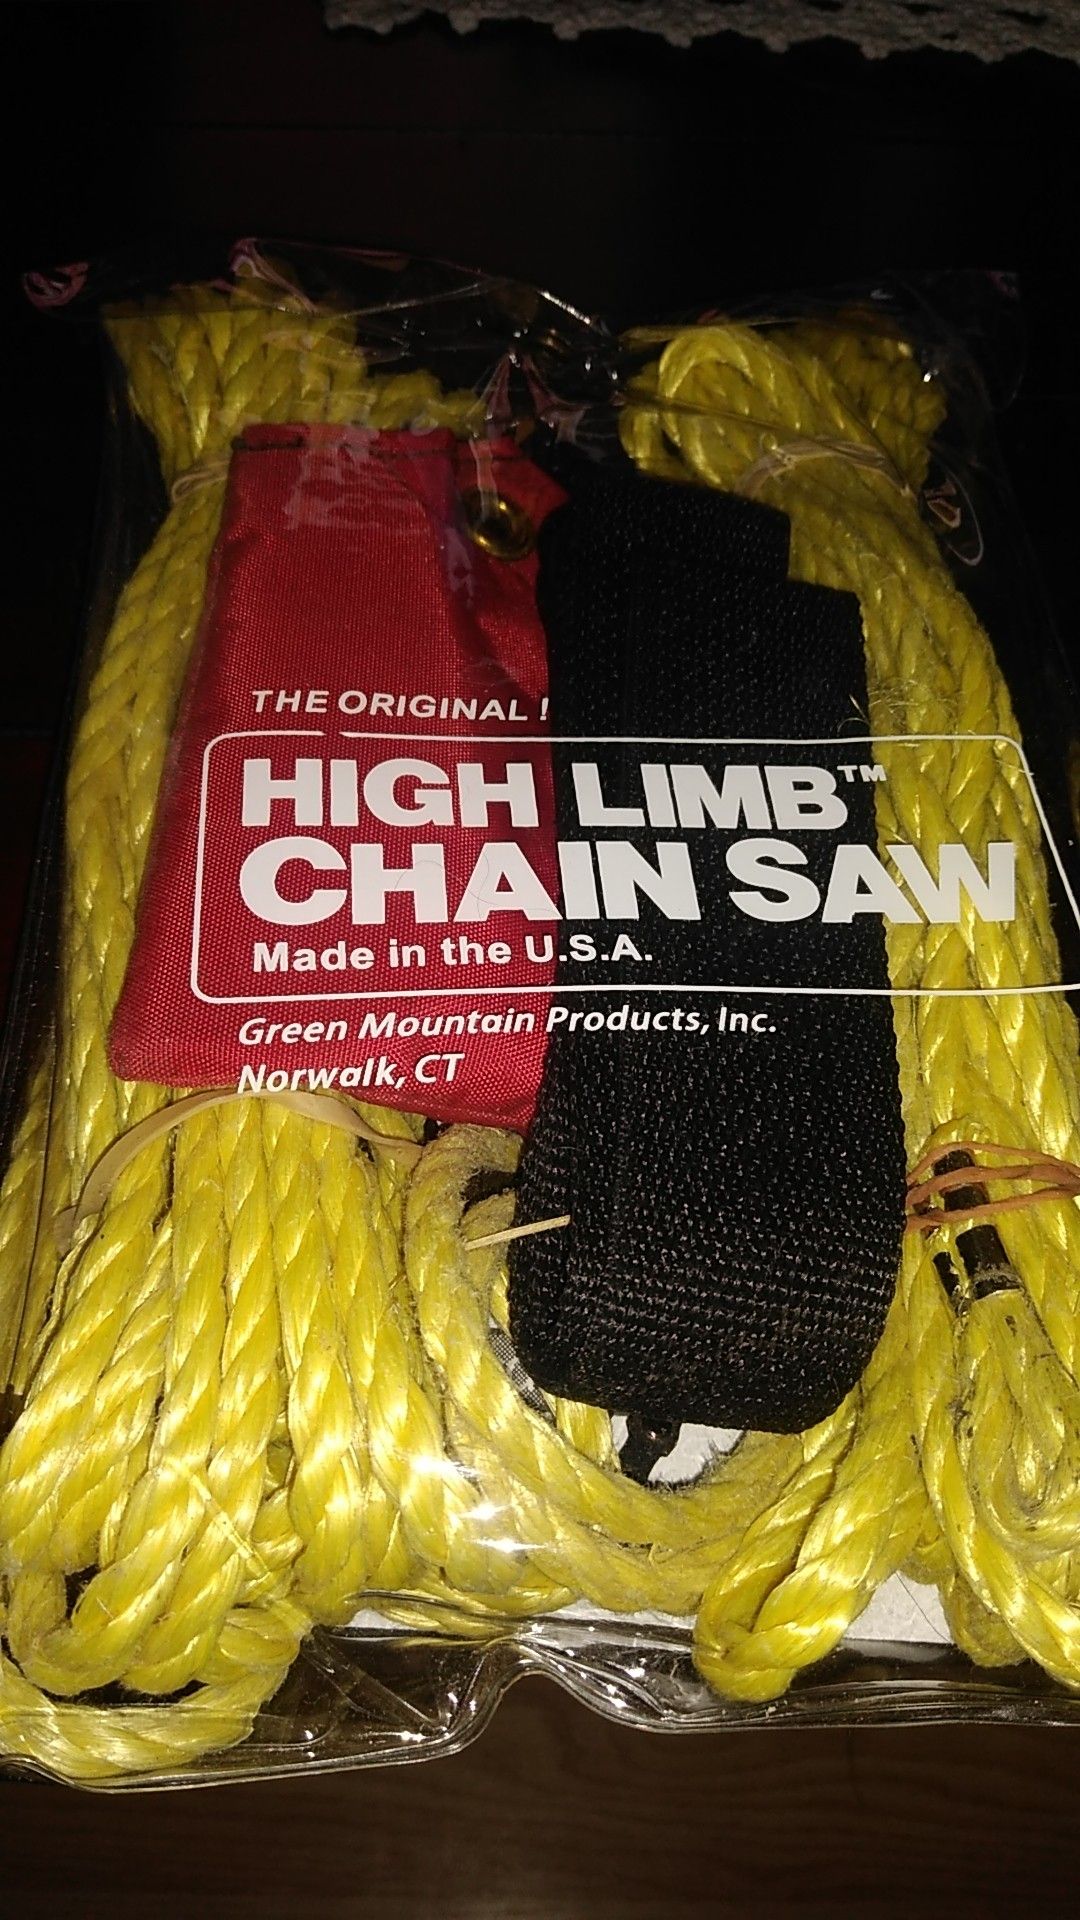 THE ORIGINAL !
HIGH LIMB™
CHAIN SAW
Made in the U.S.A.
Green Mountain Products, Inc.
Norwalk, CT